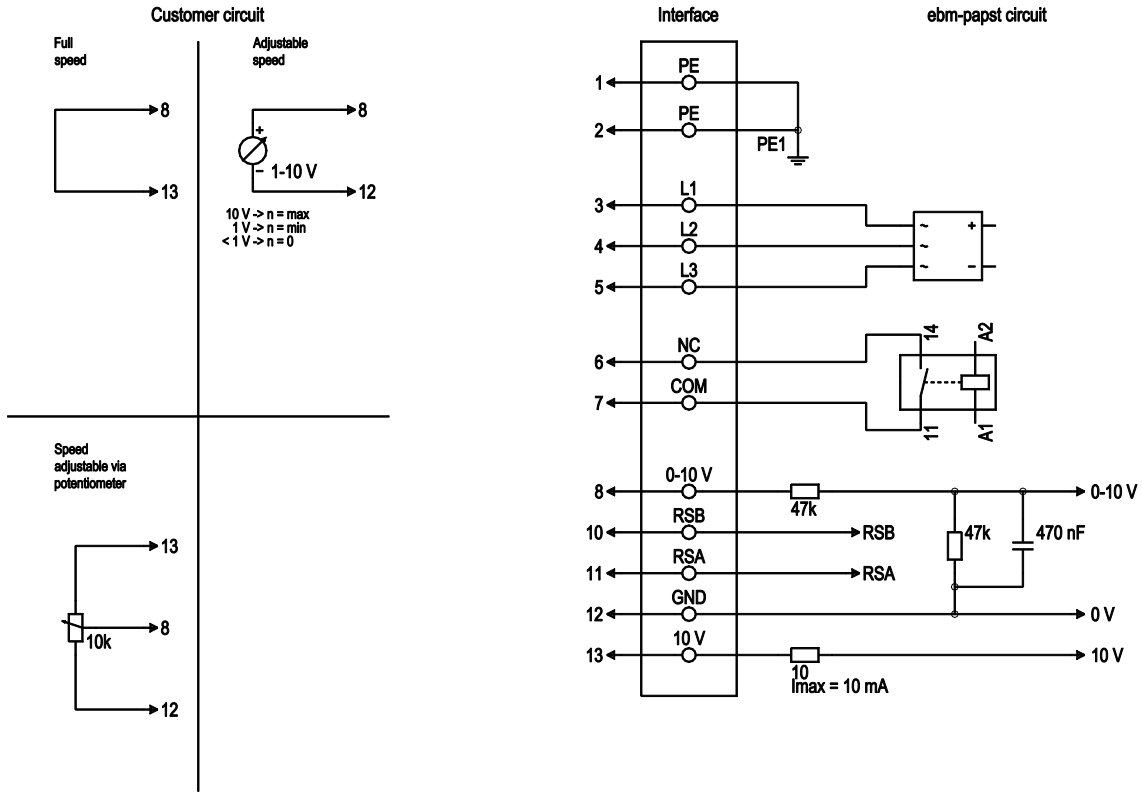 Customer circuit
Interface
ebm-papst circuit
Full
speed
8
13
Adjustable
speed
8
+
– 1-10 V
12
10 V -> n = max
1 V -> n = min
< 1 V -> n = 0
Speed
adjustable via
potentiometer
13
8
10k
12
1
PE
2
PE
PE1
3
L1
4
L2
5
L3
~
~
~
+
–
6
NC
7
COM
14
A2
11
A1
8
0-10 V
47k
0-10 V
10
RSB
RSB
47k
470 nF
11
RSA
RSA
12
GND
0 V
13
10 V
10 V
10
Imax = 10 mA